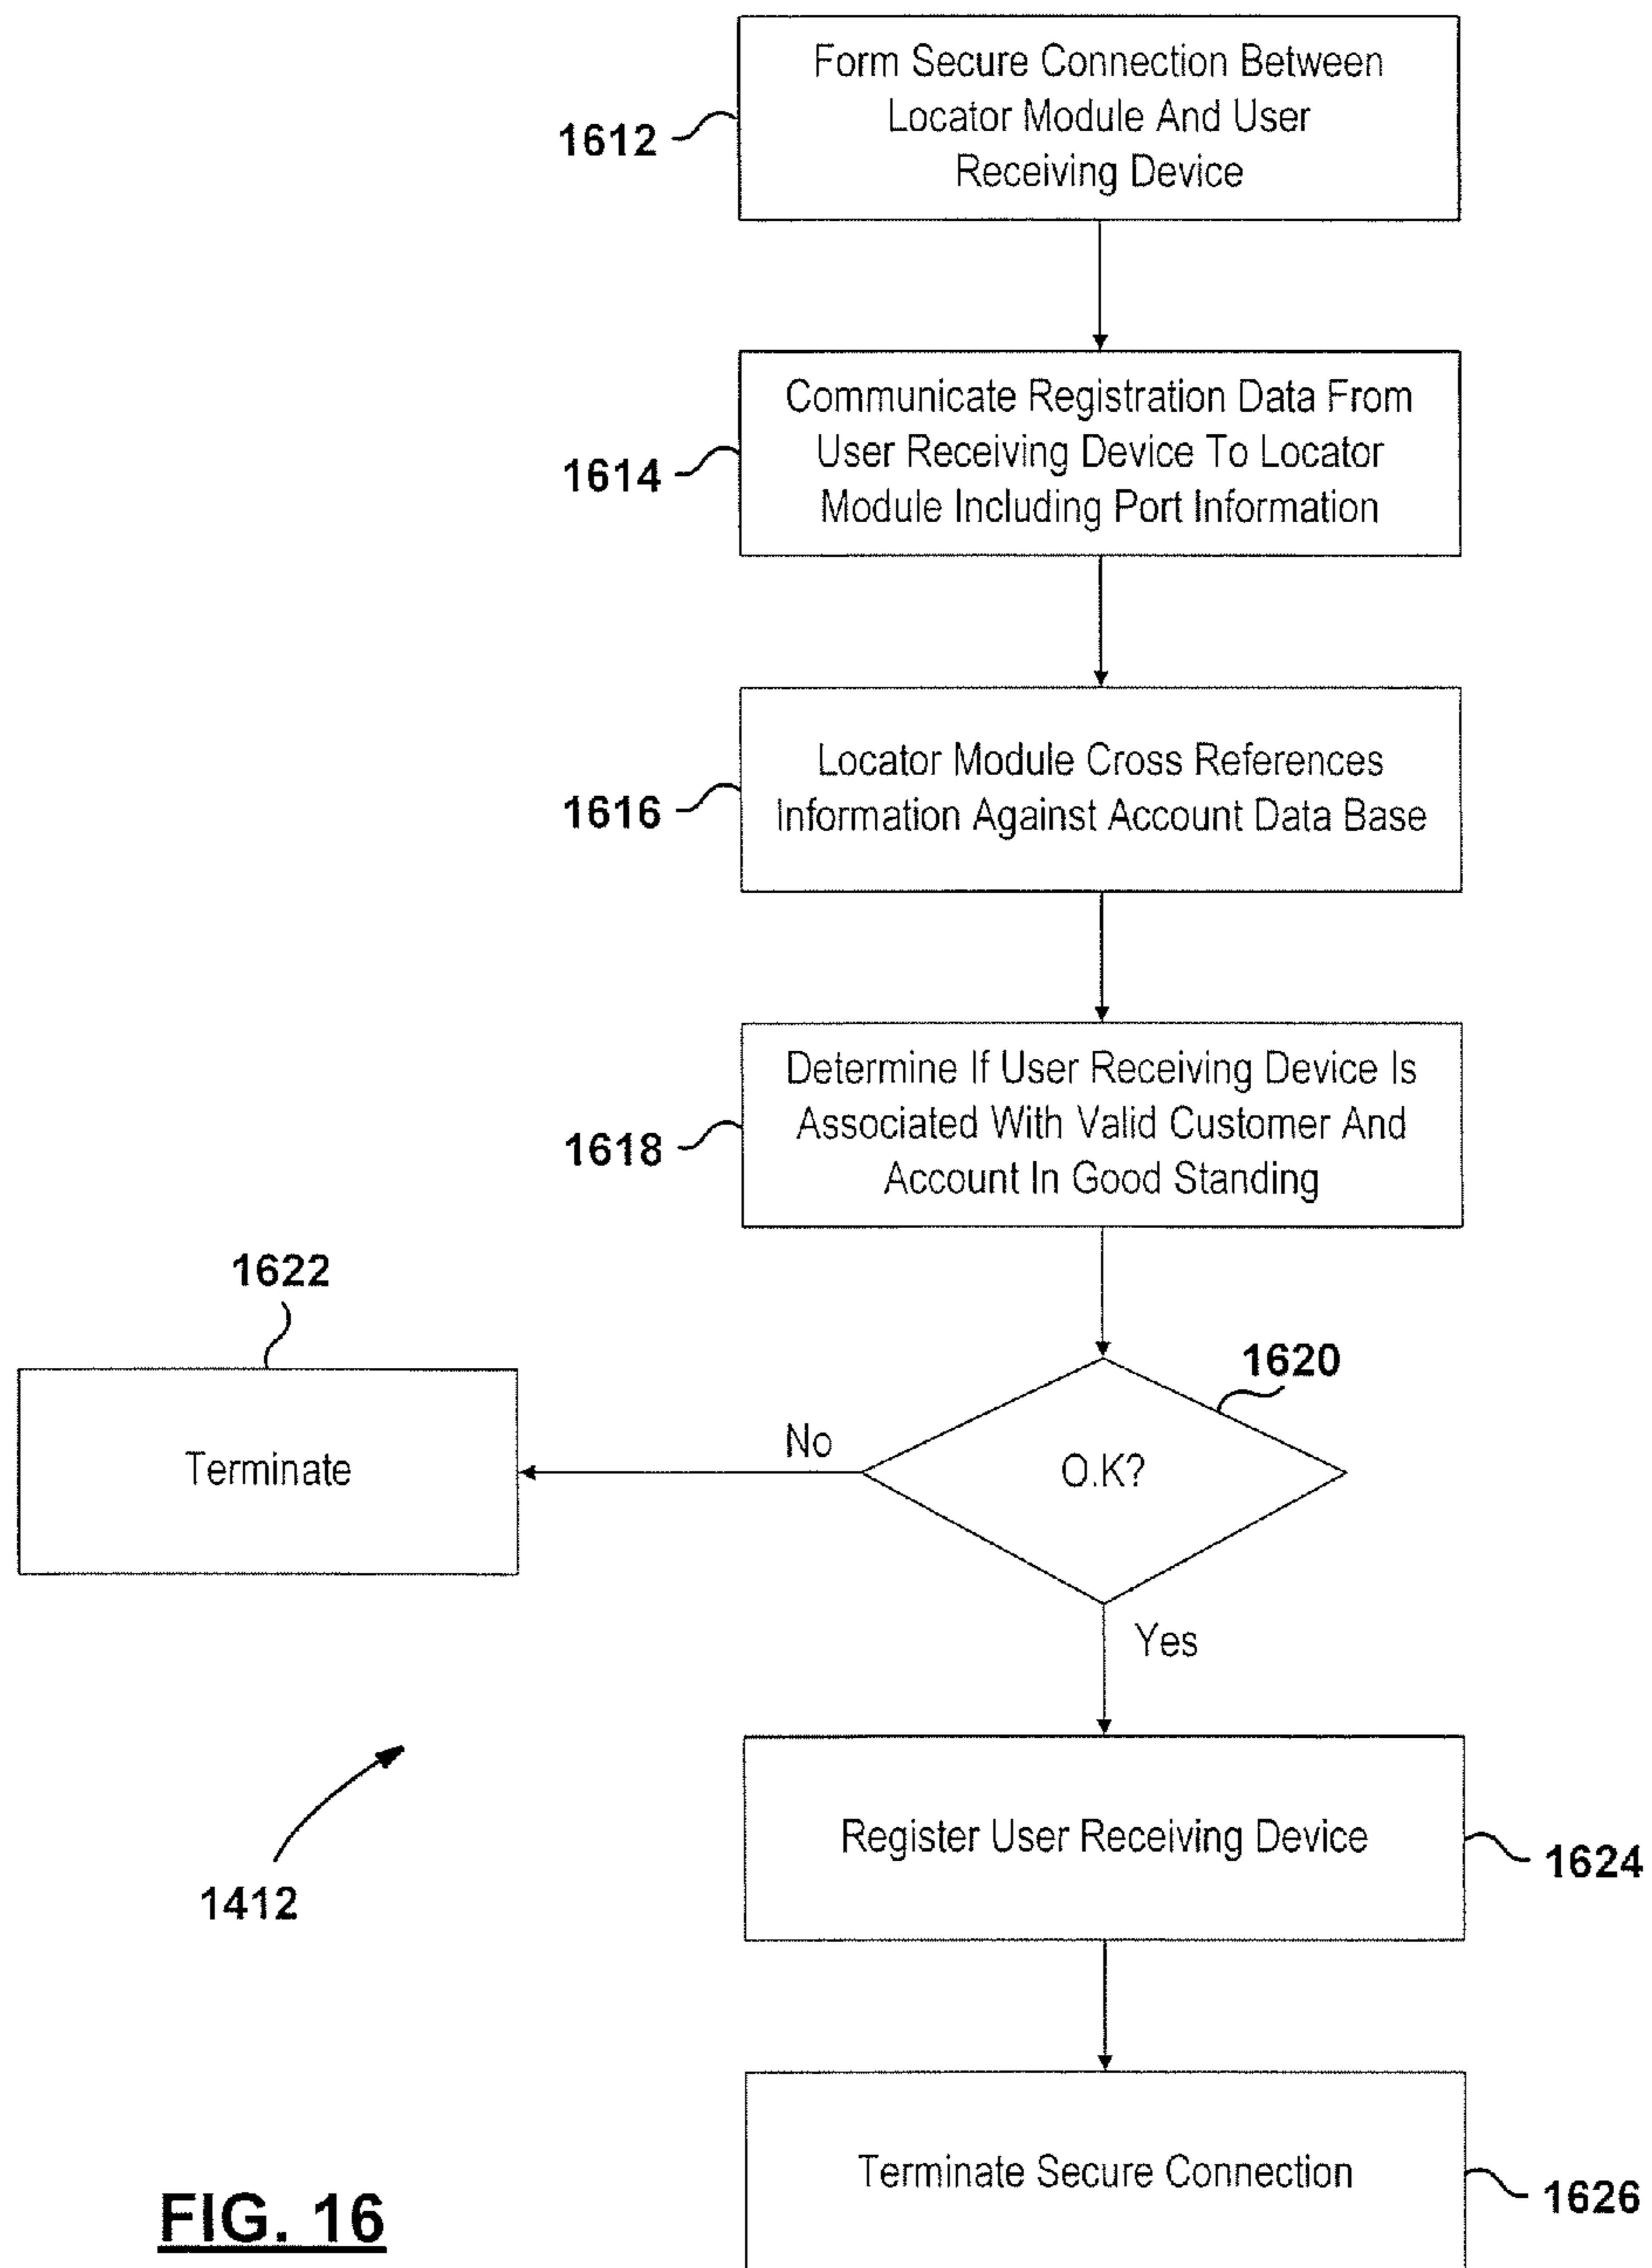 Form Secure Connection Between
Locator Module And User
Receiving Device
1612
Communicate Registration Data From
User Receiving Device To Locator
Module Including Port Information
1614
Locator Module Cross References
Information Against Account Data Base
1616
Determine If User Receiving Device Is
Associated With Valid Customer And
Account In Good Standing
1618
1622
Terminate
No
1620
O.K?
Yes
Register User Receiving Device
1624
1412
Terminate Secure Connection
1626
FIG. 16